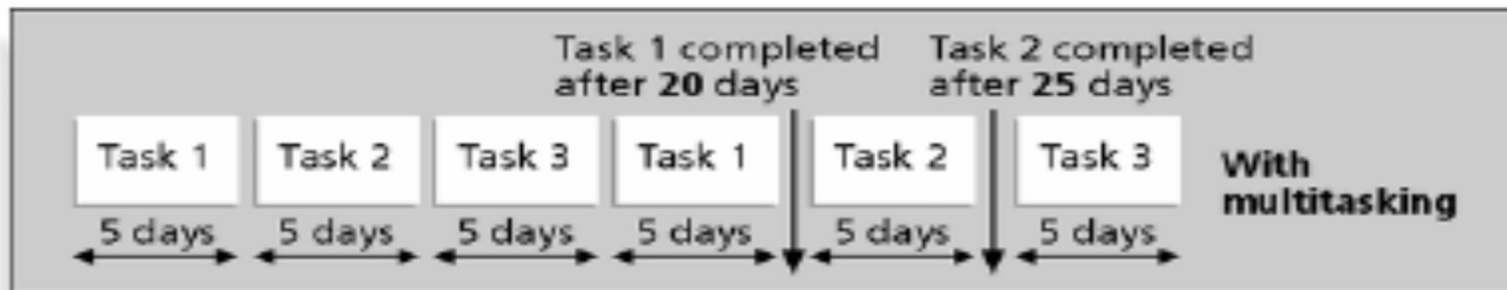 Task 1 completed
after 20 days
Task 2 completed
after 25 days
Task 1
Task 2
Task 3
Task 1
Task 2
Task 3
With
multitasking
5 days
5 days
5 days
5 days
5 days
5 days